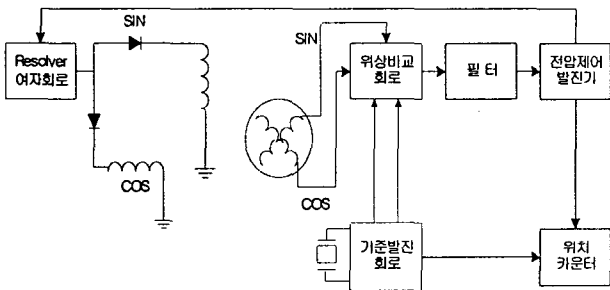 SIN
Resolver
여자회로
COS
SIN
COS
위상비교
회로
필 터
전압제어
발진기
기준발진
회로
위치
카운터